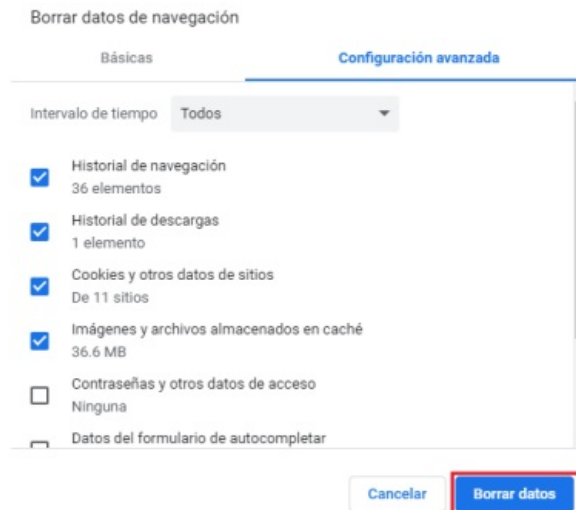 Borrar datos de navegación
Básicas
Configuración avanzada
Intervalo de tiempo Todos
Historial de navegación
36 elementos
Historial de descargas
1 elemento
Cookies y otros datos de sitios
De 11 sitios
Imágenes y archivos almacenados en caché
36.6 MB
Contraseñas y otros datos de acceso
Ninguna
Datos del formulario de autocompletar
Cancelar
Borrar datos